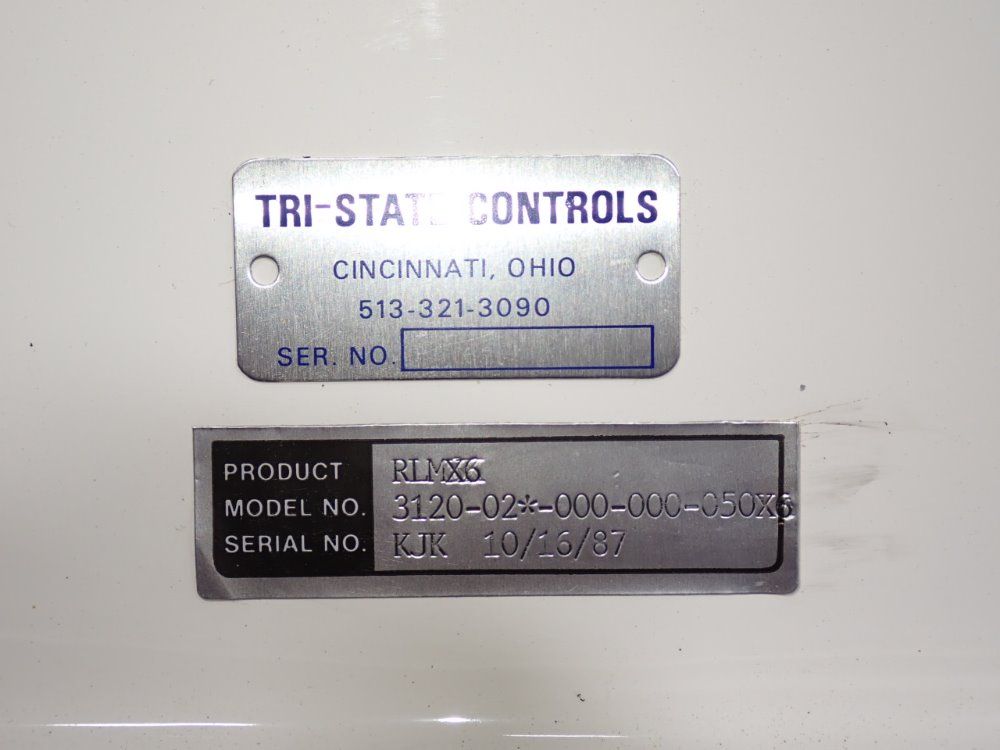 TRI-STATE CONTROLS
CINCINNATI, OHIO
513-321-3090
SER. NO.
PRODUCT RLMX6
MODEL NO. 3120-02*-000-000-050X6
SERIAL NO. KJK 10/16/87